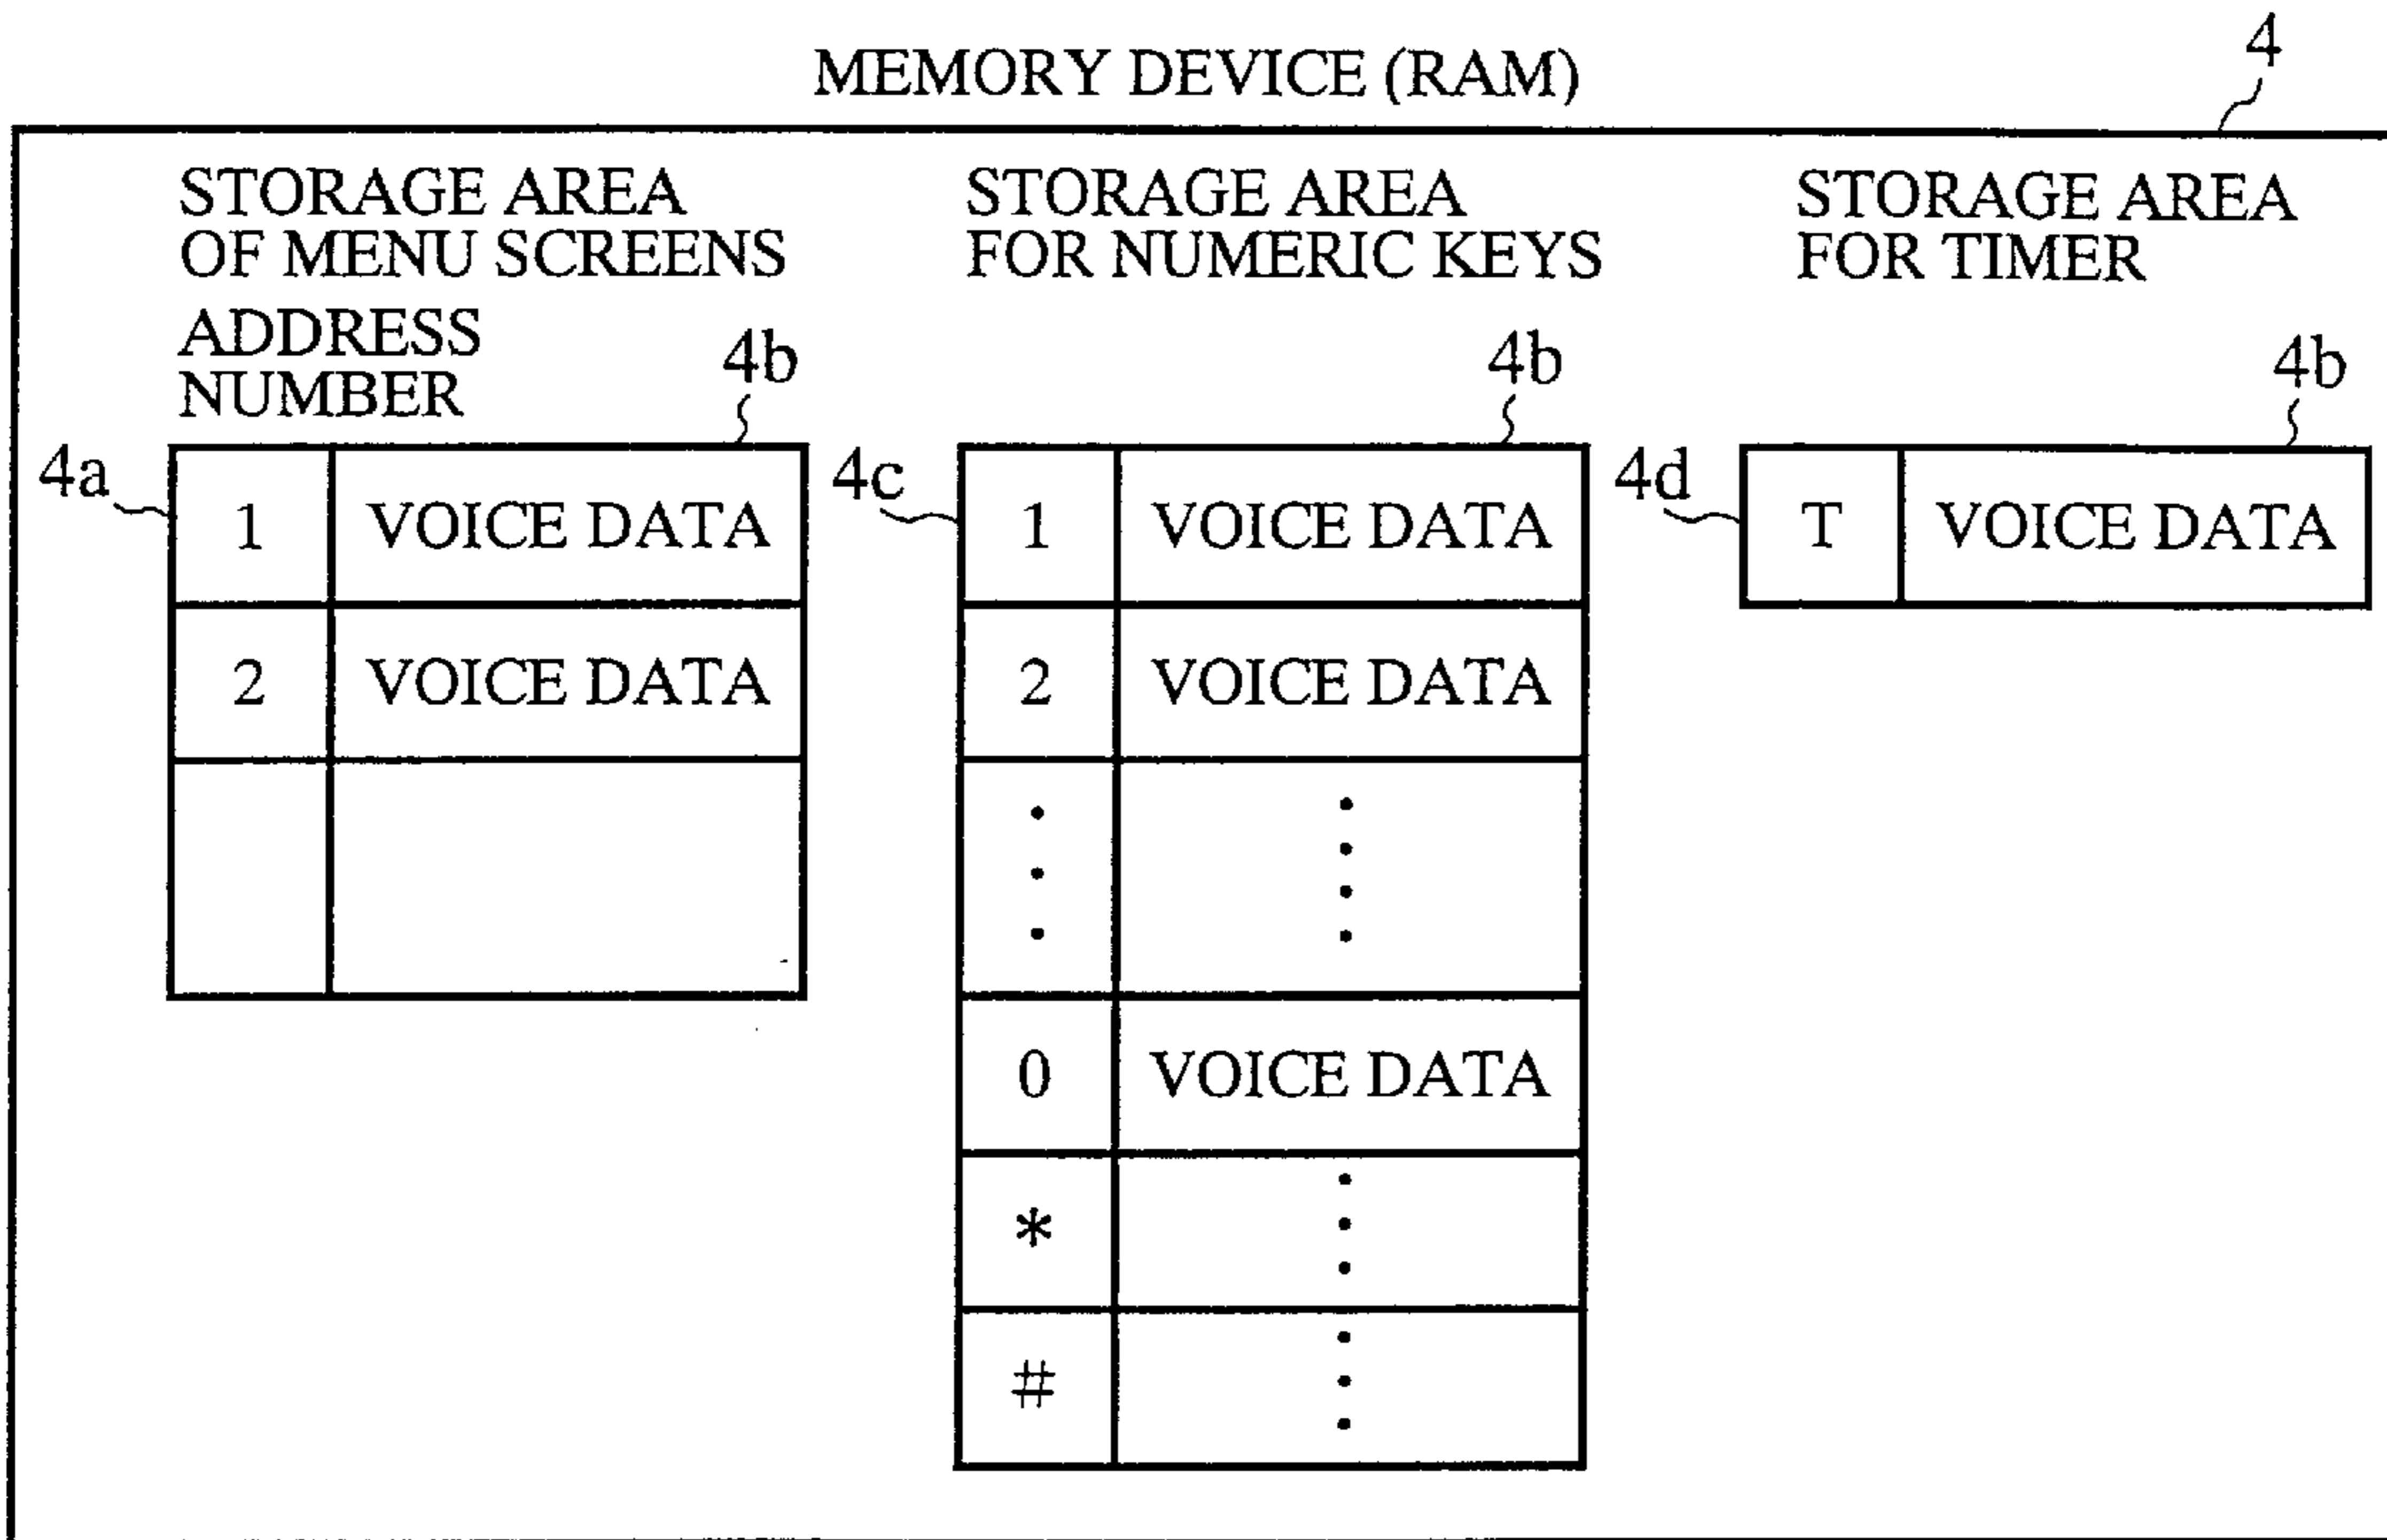 MEMORY DEVICE (RAM)
4
STORAGE AREA
OF MENU SCREENS
ADDRESS
NUMBER
4b
4a
1 VOICE DATA
2 VOICE DATA
STORAGE AREA
FOR NUMERIC KEYS
4b
4c
1 VOICE DATA
2 VOICE DATA
0 VOICE DATA
*
#
STORAGE AREA
FOR TIMER
4b
4d
T VOICE DATA